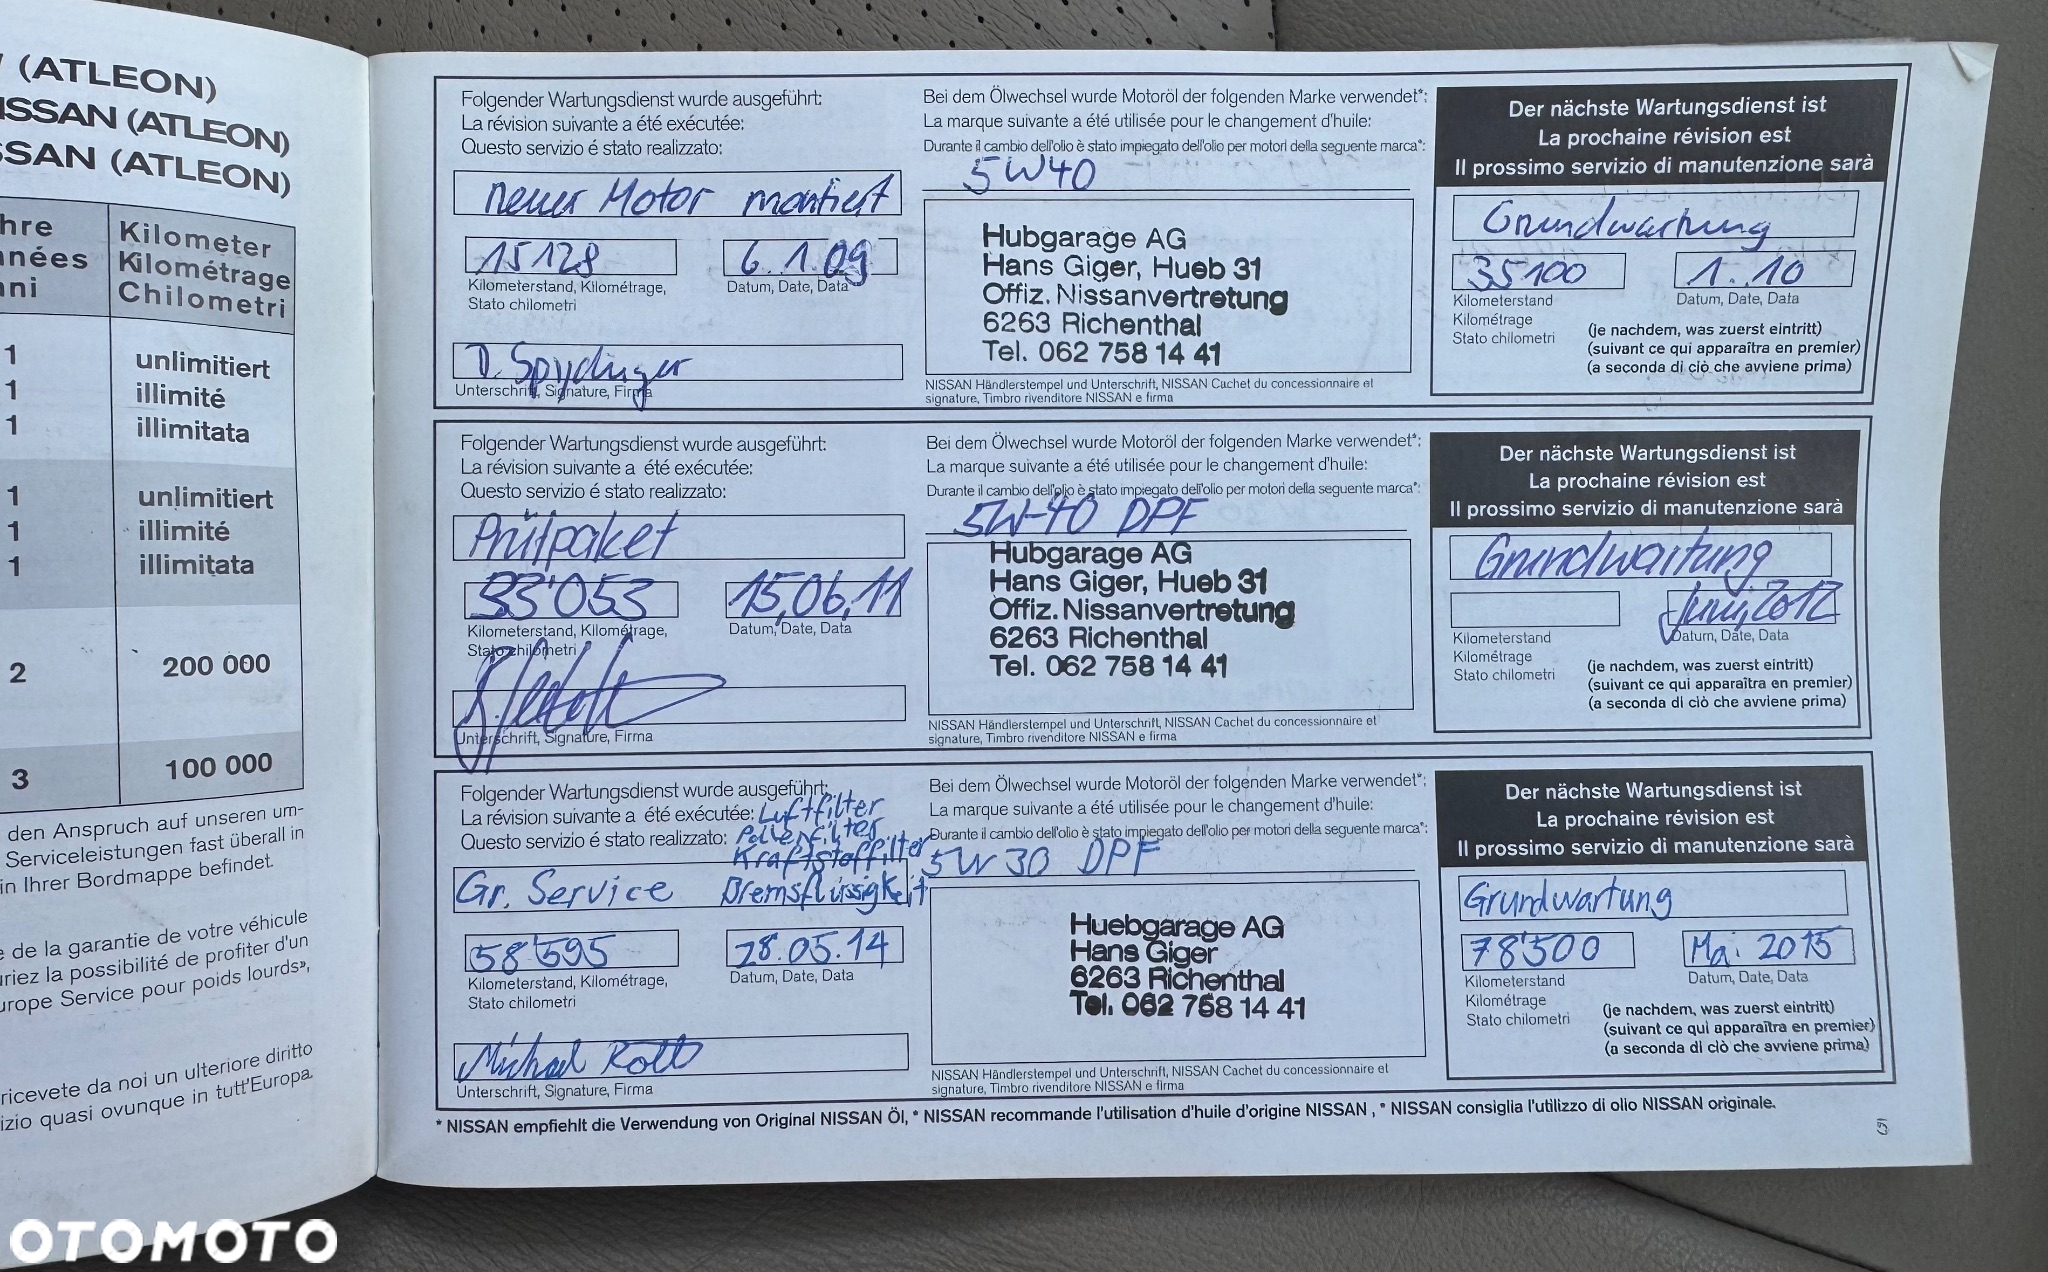 (ATLEON)
ISSAN (ATLEON)
SSAN (ATLEON)
hre
nnées
nni
Kilometer
Kilométrage
Chilometri
1 unlimitiert
1 illimité
1 illimitata
1 unlimitiert
1 illimité
1 illimitata
2 200 000
3 100 000
den Anspruch auf unseren um-
Serviceleistungen fast überall in
in Ihrer Bordmappe befindet.
e de la garantie de votre véhicule
uriez la possibilité de profiter d'un
urope Service pour poids lourds»,
ricevete da noi un ulteriore diritto
izio quasi ovunque in tutt'Europa.
Folgender Wartungsdienst wurde ausgeführt:
La révision suivante a été exécutée:
Questo servizio é stato realizzato:
neuer Motor montiert
15128
6.1.09
Kilometerstand, Kilométrage,
Stato chilometri
Datum, Date, Data
D. Spydiger
Unterschrift, Signature, Firma
Bei dem Ölwechsel wurde Motoröl der folgenden Marke verwendet*:
La marque suivante a été utilisée pour le changement d'huile:
Durante il cambio dell'olio è stato impiegato dell'olio per motori della seguente marca*:
5W40
Hubgarage AG
Hans Giger, Hueb 31
Offiz. Nissanvertretung
6263 Richenthal
Tel. 062 758 14 41
NISSAN Händlerstempel und Unterschrift, NISSAN Cachet du concessionnaire et
signature, Timbro rivenditore NISSAN e firma
Der nächste Wartungsdienst ist
La prochaine révision est
Il prossimo servizio di manutenzione sarà
Grundwartung
35100
1..10
Kilometerstand
Kilométrage
Stato chilometri
Datum, Date, Data
(je nachdem, was zuerst eintritt)
(suivant ce qui apparaîtra en premier)
(a seconda di ciò che avviene prima)
Folgender Wartungsdienst wurde ausgeführt:
La révision suivante a été exécutée:
Questo servizio é stato realizzato:
Prüfpaket
33'053
15.06.11
Kilometerstand, Kilométrage,
Stato chilometri
Datum, Date, Data
Unterschrift, Signature, Firma
Bei dem Ölwechsel wurde Motoröl der folgenden Marke verwendet*:
La marque suivante a été utilisée pour le changement d'huile:
Durante il cambio dell'olio è stato impiegato dell'olio per motori della seguente marca*:
5W-40 DPF
Hubgarage AG
Hans Giger, Hueb 31
Offiz. Nissanvertretung
6263 Richenthal
Tel. 062 758 14 41
NISSAN Händlerstempel und Unterschrift, NISSAN Cachet du concessionnaire et
signature, Timbro rivenditore NISSAN e firma
Der nächste Wartungsdienst ist
La prochaine révision est
Il prossimo servizio di manutenzione sarà
Grundwartung
Juni,2012
Kilometerstand
Kilométrage
Stato chilometri
Datum, Date, Data
(je nachdem, was zuerst eintritt)
(suivant ce qui apparaîtra en premier)
(a seconda di ciò che avviene prima)
Folgender Wartungsdienst wurde ausgeführt:
La révision suivante a été exécutée: Luftfilter
Questo servizio é stato realizzato: Pollenfilter
Kraftstoffilter
Gr. Service Bremsflüssigkeit
58'595
28.05.14
Kilometerstand, Kilométrage,
Stato chilometri
Datum, Date, Data
Michael Roth
Unterschrift, Signature, Firma
Bei dem Ölwechsel wurde Motoröl der folgenden Marke verwendet*:
La marque suivante a été utilisée pour le changement d'huile:
Durante il cambio dell'olio è stato impiegato dell'olio per motori della seguente marca*:
5W30 DPF
Huebgarage AG
Hans Giger
6263 Richenthal
Tel. 062 758 14 41
NISSAN Händlerstempel und Unterschrift, NISSAN Cachet du concessionnaire et
signature, Timbro rivenditore NISSAN e firma
Der nächste Wartungsdienst ist
La prochaine révision est
Il prossimo servizio di manutenzione sarà
Grundwartung
78'500
Mai 2015
Kilometerstand
Kilométrage
Stato chilometri
Datum, Date, Data
(je nachdem, was zuerst eintritt)
(suivant ce qui apparaîtra en premier)
(a seconda di ciò che avviene prima)
* NISSAN empfiehlt die Verwendung von Original NISSAN Öl, * NISSAN recommande l'utilisation d'huile d'origine NISSAN , * NISSAN consiglia l'utilizzo di olio NISSAN originale.
OTOMOTO